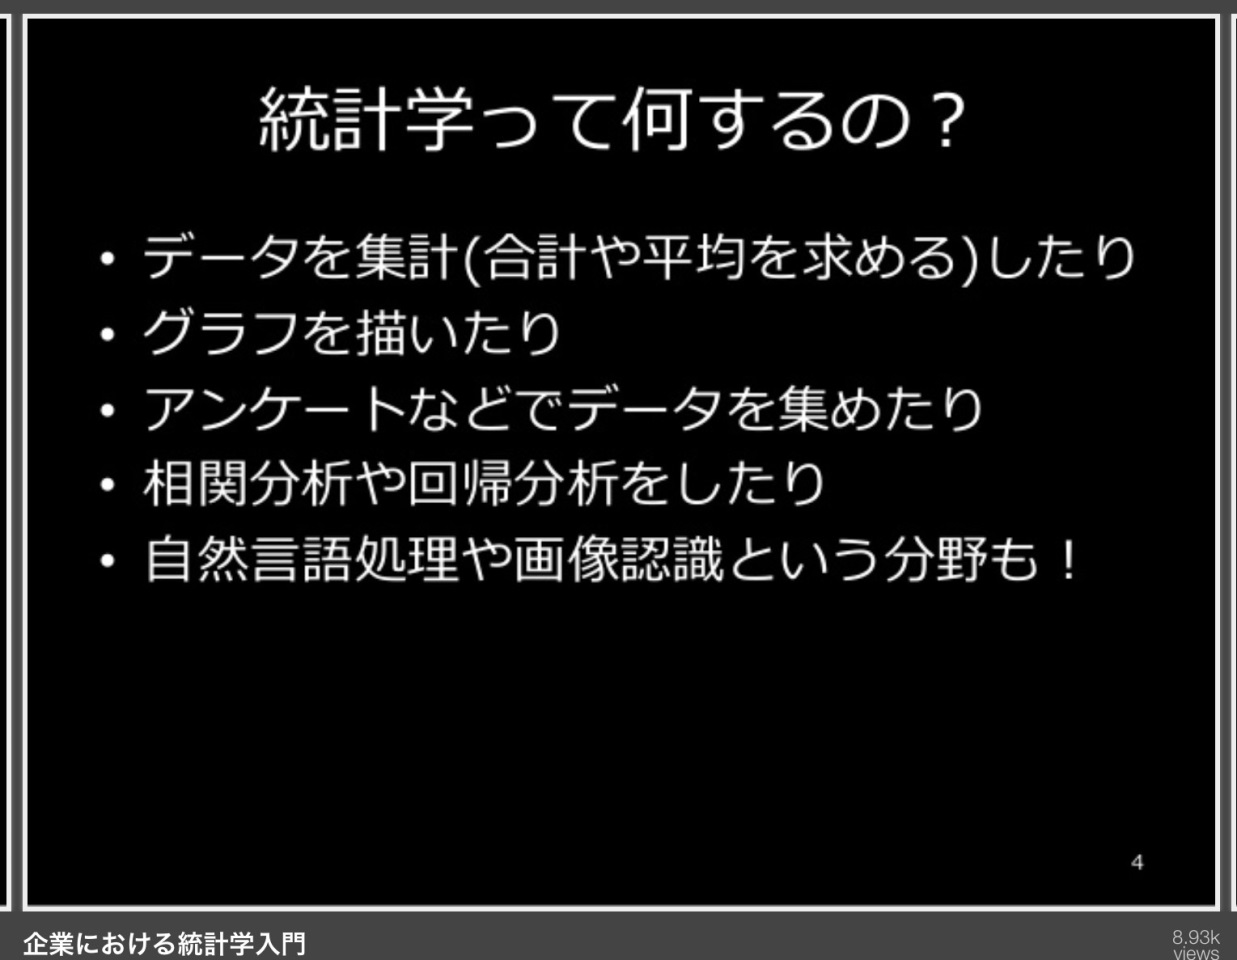 統計学って何するの？
• データを集計(合計や平均を求める)したり
• グラフを描いたり
• アンケートなどでデータを集めたり
• 相関分析や回帰分析をしたり
• 自然言語処理や画像認識という分野も！
4
企業における統計学入門
8.93k
views